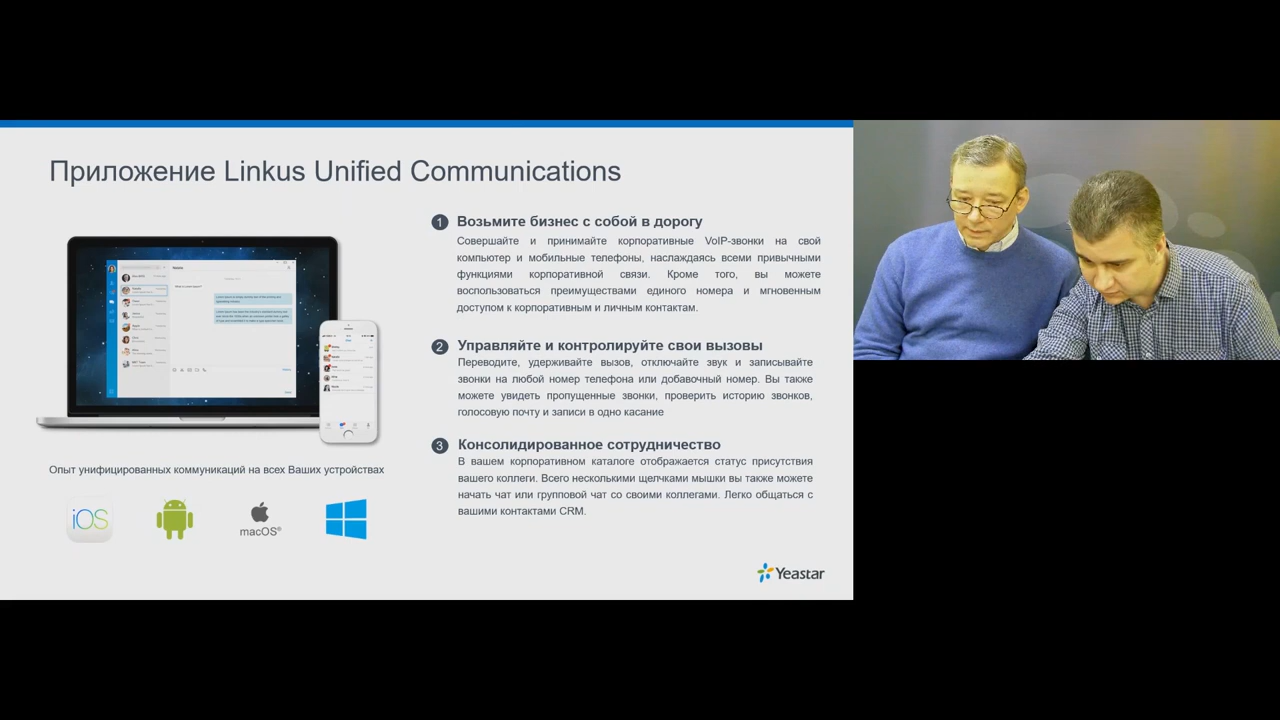 Приложение Linkus Unified Communications
1 Возьмите бизнес с собой в дорогу
Совершайте и принимайте корпоративные VoIP-звонки на свой
компьютер и мобильные телефоны, наслаждаясь всеми привычными
функциями корпоративной связи. Кроме того, вы можете
воспользоваться преимуществами единого номера и мгновенным
доступом к корпоративным и личным контактам.
2 Управляйте и контролируйте свои вызовы
Переводите, удерживайте вызов, отключайте звук и записывайте
звонки на любой номер телефона или добавочный номер. Вы также
можете увидеть пропущенные звонки, проверить историю звонков,
голосовую почту и записи в одно касание
3 Консолидированное сотрудничество
В вашем корпоративном каталоге отображается статус присутствия
вашего коллеги. Всего несколькими щелчками мышки вы также можете
начать чат или групповой чат со своими коллегами. Легко общаться с
вашими контактами CRM.
Опыт унифицированных коммуникаций на всех Ваших устройствах
iOS
macOS®
Yeastar